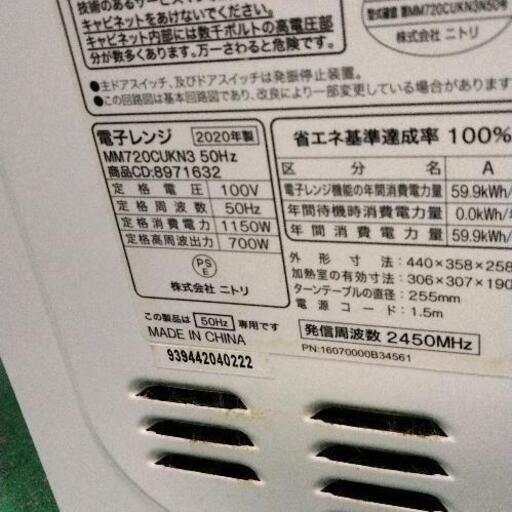 キャビネットをあけないでください。
キャビネット内部には数千ボルトの高電圧部
分が数多くあります。万一さわると危険です。
株式会社 ニトリ
●主ドアスイッチ、及びドアスイッチは発振停止装置。
●この回路図は基本回路図であり、改良により一部変更している場合があります
電子レンジ 2020年製
MM720CUKN3 50Hz
商品CD:8971632
定格電圧 100V
定格周波数 50Hz
定格消費電力 1150W
定格高周波出力 700W
PSE
株式会社 ニトリ
この製品は 50Hz 専用です
MADE IN CHINA
939442040222
省エネ基準達成率 100%
区分名 A
電子レンジ機能の年間消費電力量 59.9kWh/
年間待機時消費電力量 0.0kWh/
年間消費電力量 59.9kWh/
外形寸法:440×358×258
加熱室の有効寸法:306×307×190
ターンテーブルの直径:255mm
電源コード:1.5m
発信周波数 2450MHz
PN:16070000B34561